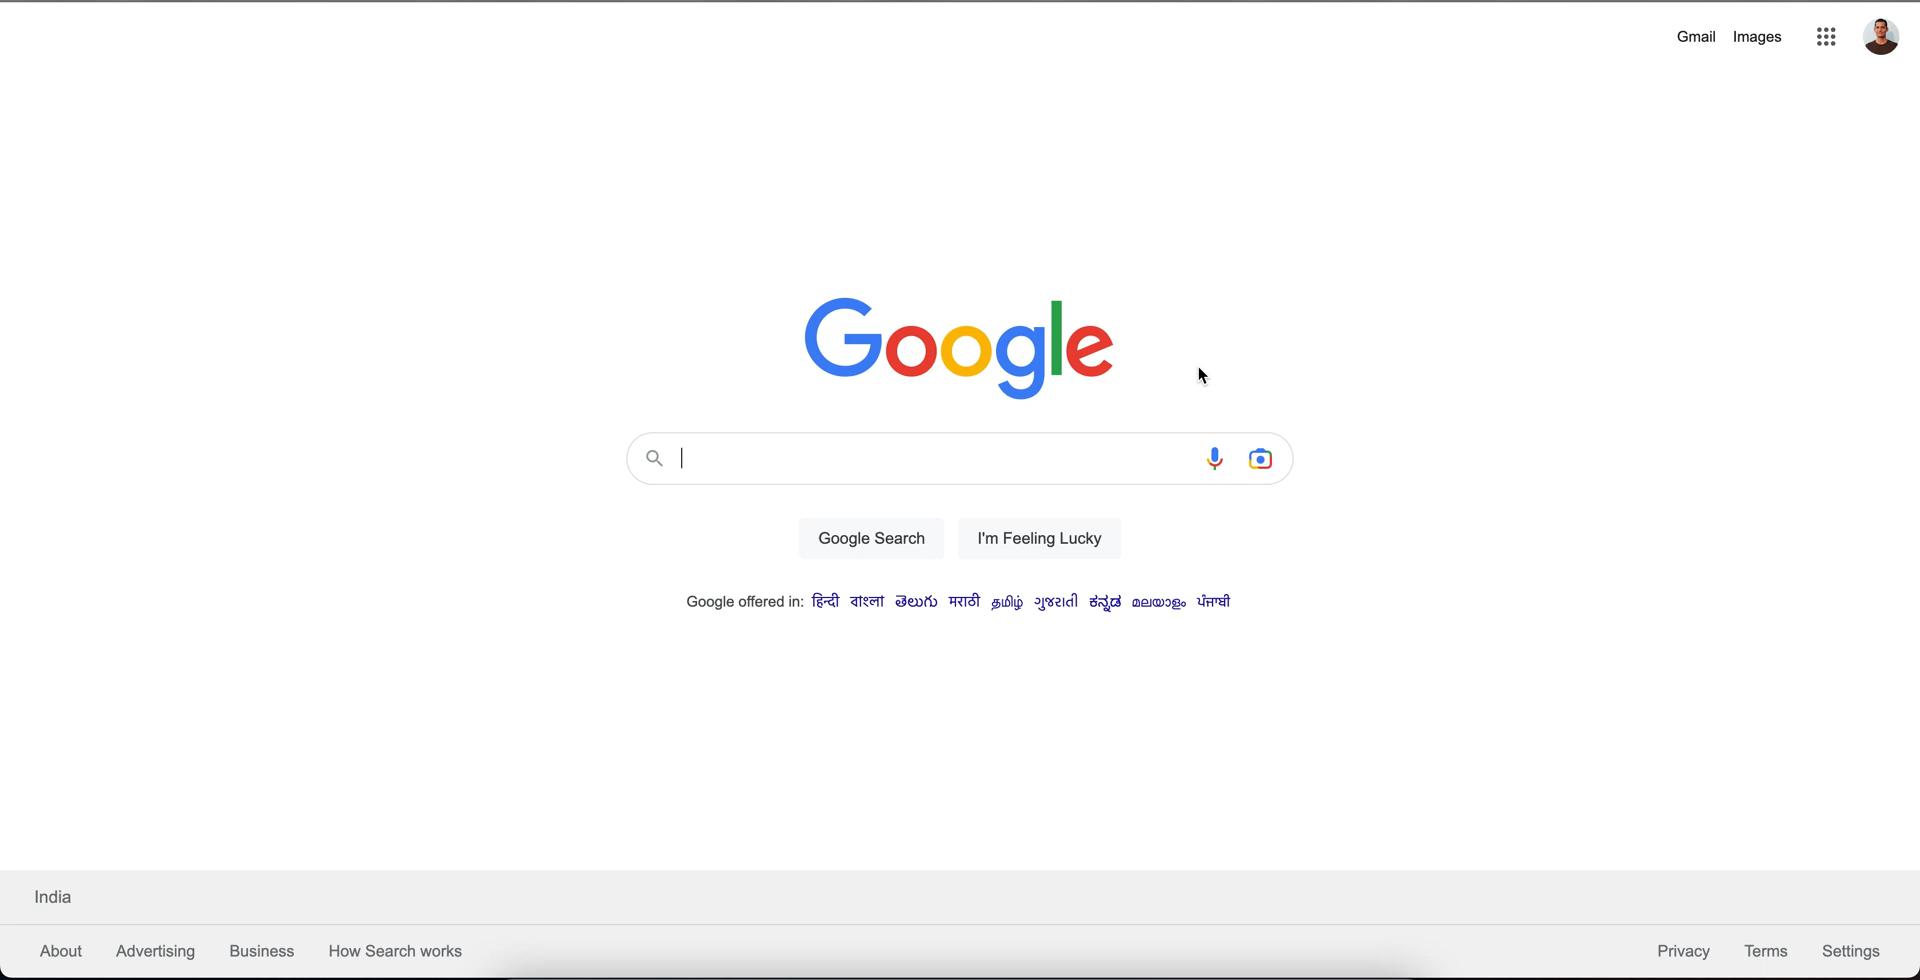 Gmail Images
Google
Google Search I'm Feeling Lucky
Google offered in: हिन्दी বাংলা తెలుగు मराठी தமிழ் ગુજરાતી ಕನ್ನಡ മലയാളം ਪੰਜਾਬੀ
India
About Advertising Business How Search works Privacy Terms Settings